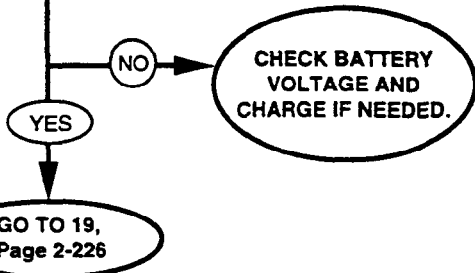 NO
CHECK BATTERY
VOLTAGE AND
CHARGE IF NEEDED.
YES
GO TO 19,
Page 2-226